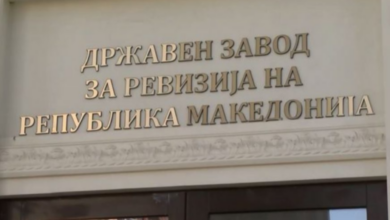 ДРЖАВЕН ЗАВОД
ЗА РЕВИЗИЈА НА
РЕПУБЛИКА МАКЕДОНИЈА